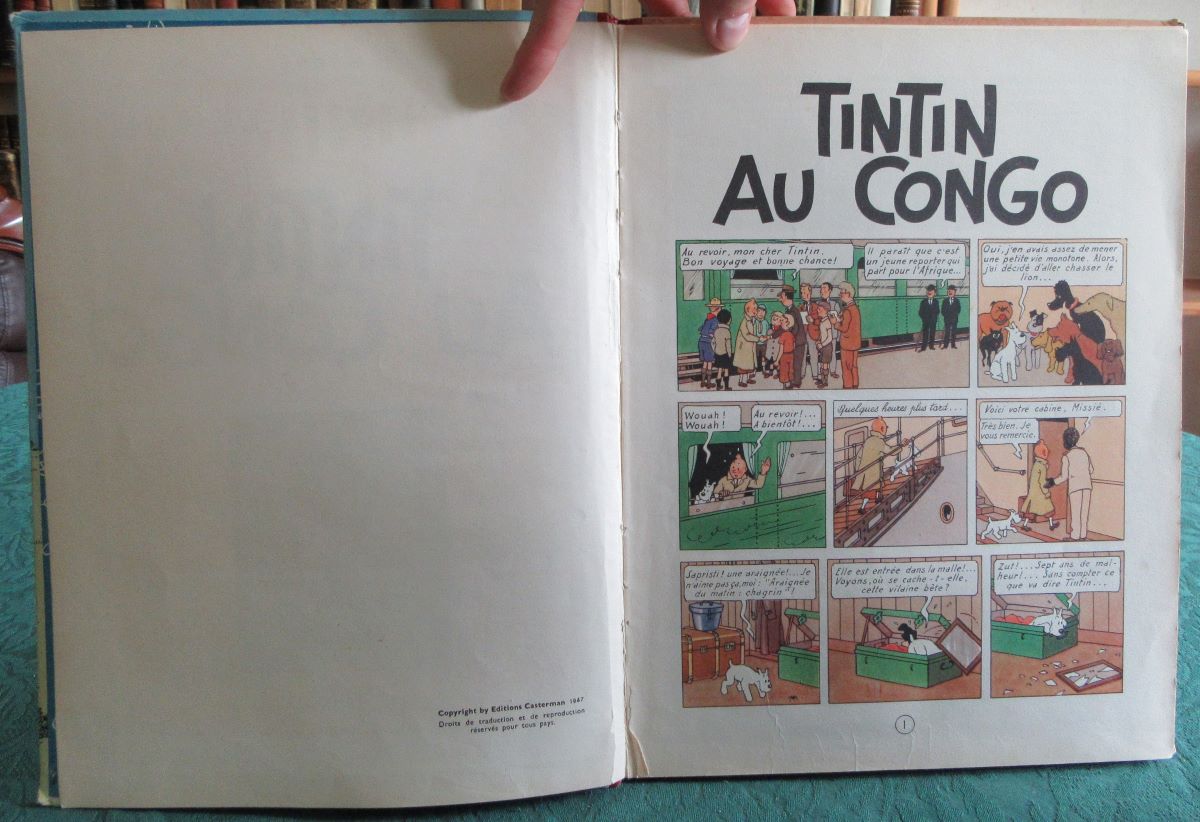 Copyright by Editions Casterman 1947
Droits de traduction et de reproduction
réservés pour tous pays.
TINTIN
AU CONGO
Au revoir, mon cher Tintin.
Bon voyage et bonne chance!
Il paraît que c'est
un jeune reporter qui
part pour l'Afrique...
Oui, j'en avais assez de mener
une petite vie monotone. Alors,
j'ai décidé d'aller chasser le
lion...
Wouah!
Wouah!
Au revoir!...
A bientôt!...
Quelques heures plus tard...
Voici votre cabine, Missié.
Très bien. Je
vous remercie.
Sapristi! une araignée!....Je
n'aime pas ça, moi: "Araignée
du matin: chagrin"!
Elle est entrée dans la malle!...
Voyons, où se cache-t-elle,
cette vilaine bête?
Zut!.... Sept ans de mal-
heur!... Sans compter ce
que va dire Tintin...
1